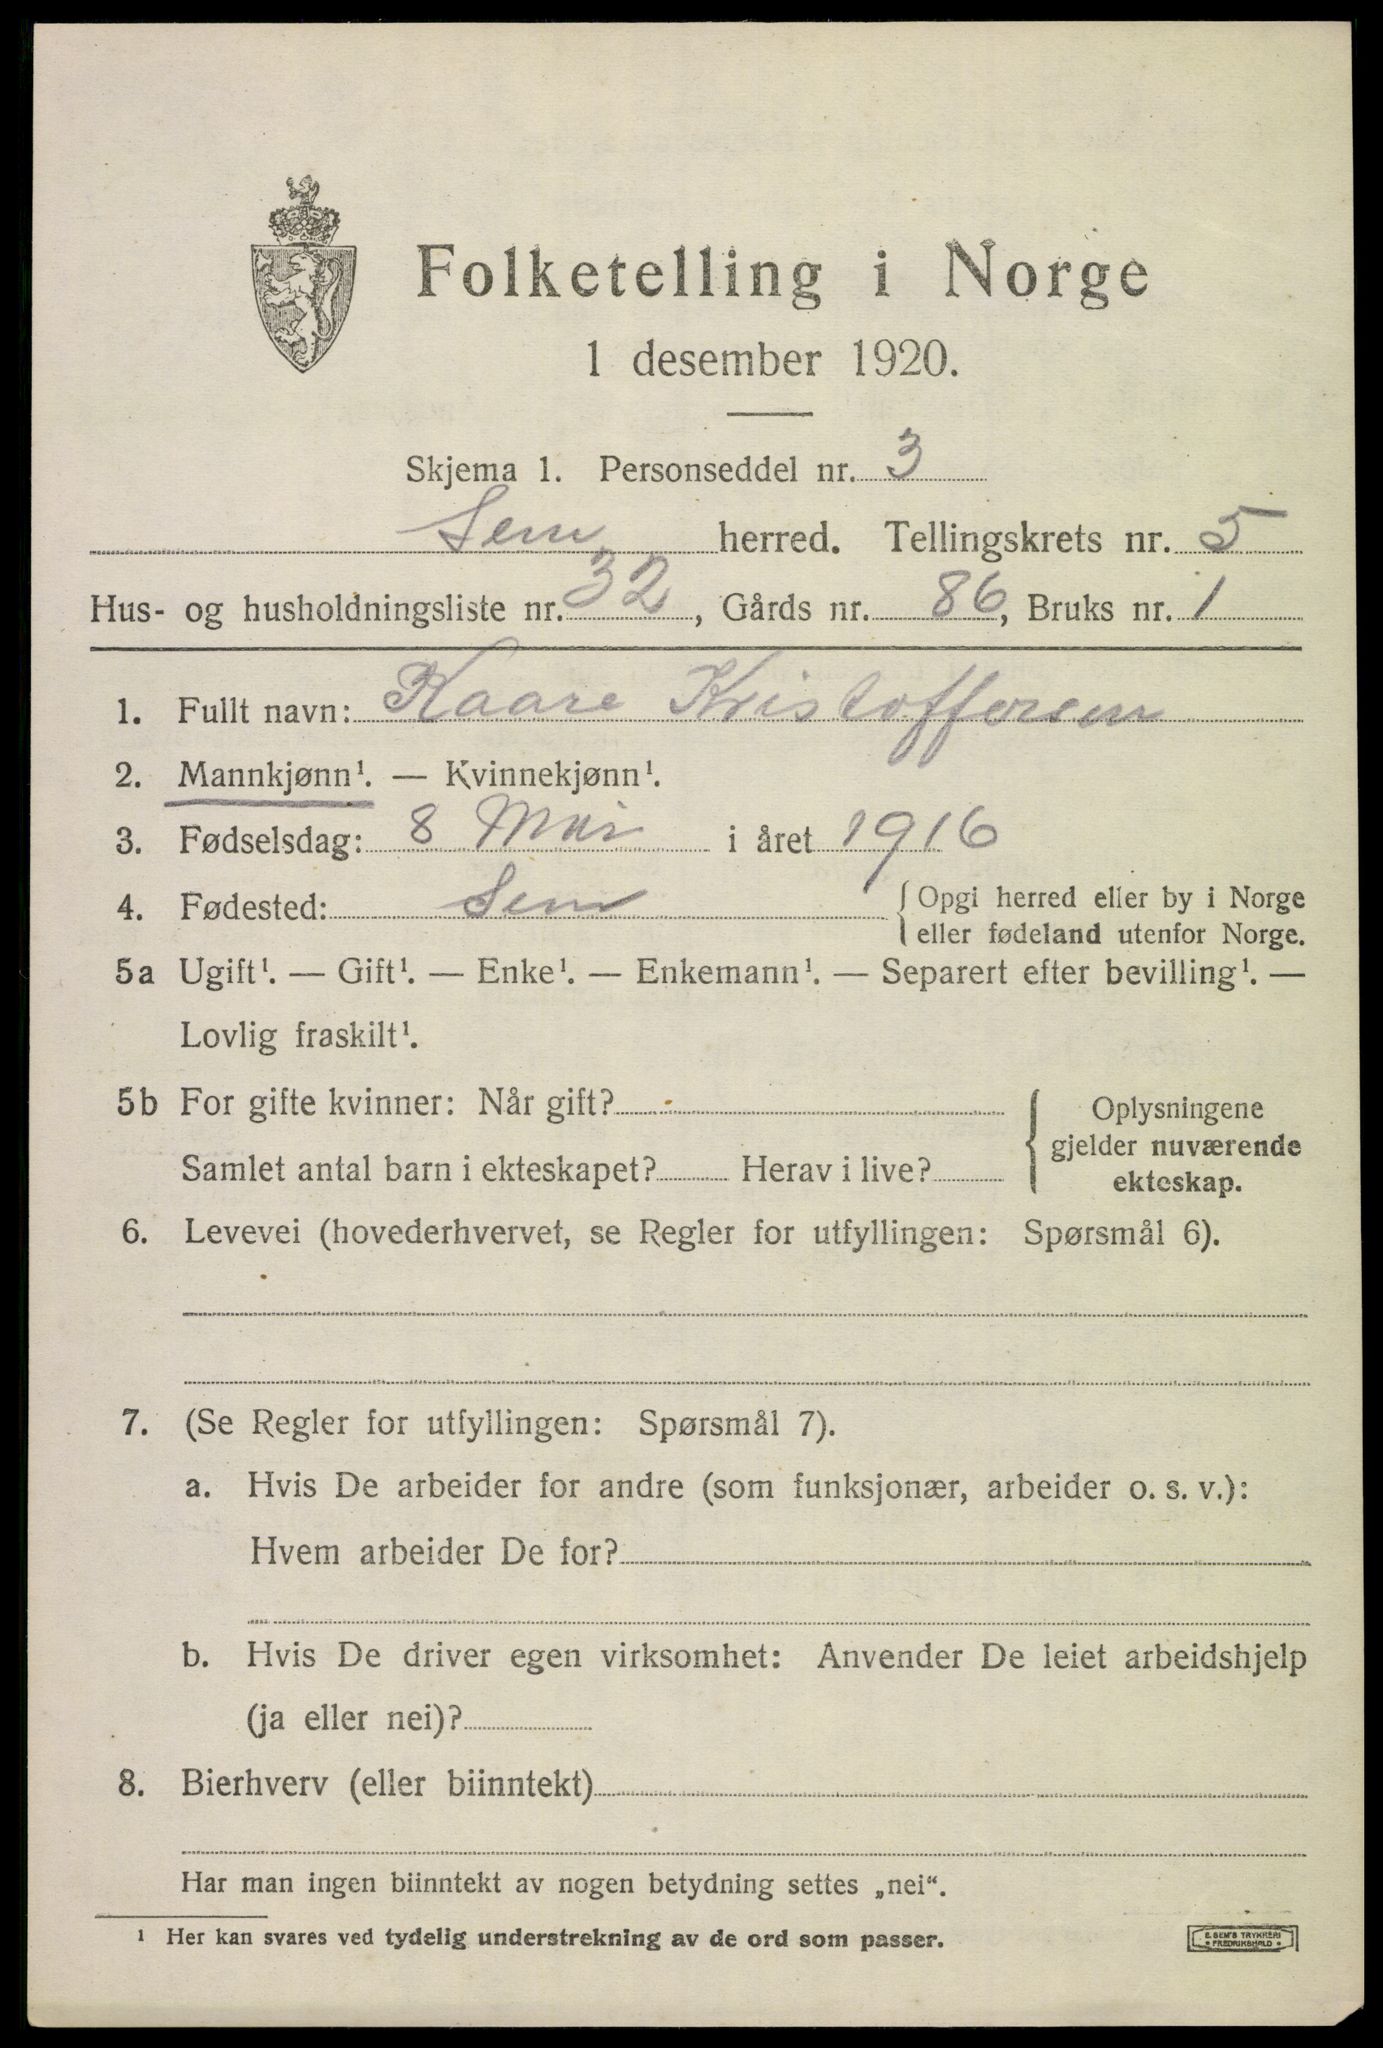 Folketelling i Norge
1 desember 1920.
Skjema 1. Personseddel nr. 3
Sem herred. Tellingskrets nr. 5
Hus- og husholdningsliste nr. 32, Gårds nr. 86, Bruks nr. 1
1. Fullt navn: Kaare Kristoffersen
2. Mannkjønn¹. — Kvinnekjønn¹.
3. Fødselsdag: 8 Mai i året 1916
4. Fødested: Sem { Opgi herred eller by i Norge
eller fødeland utenfor Norge.
5a Ugift¹. — Gift¹. — Enke¹. — Enkemann¹. — Separert efter bevilling¹. —
Lovlig fraskilt¹.
5b For gifte kvinner: Når gift?
Samlet antal barn i ekteskapet? Herav i live?
Oplysningene
gjelder nuværende
ekteskap.
6. Levevei (hovederhvervet, se Regler for utfyllingen: Spørsmål 6).
7. (Se Regler for utfyllingen: Spørsmål 7).
a. Hvis De arbeider for andre (som funksjonær, arbeider o. s. v.):
Hvem arbeider De for?
b. Hvis De driver egen virksomhet: Anvender De leiet arbeidshjelp
(ja eller nei)?
8. Bierhverv (eller biinntekt)
Har man ingen biinntekt av nogen betydning settes „nei“.
¹ Her kan svares ved tydelig understrekning av de ord som passer.
E. SEM'S TRYKKERI
• FREDRIKSHALD •